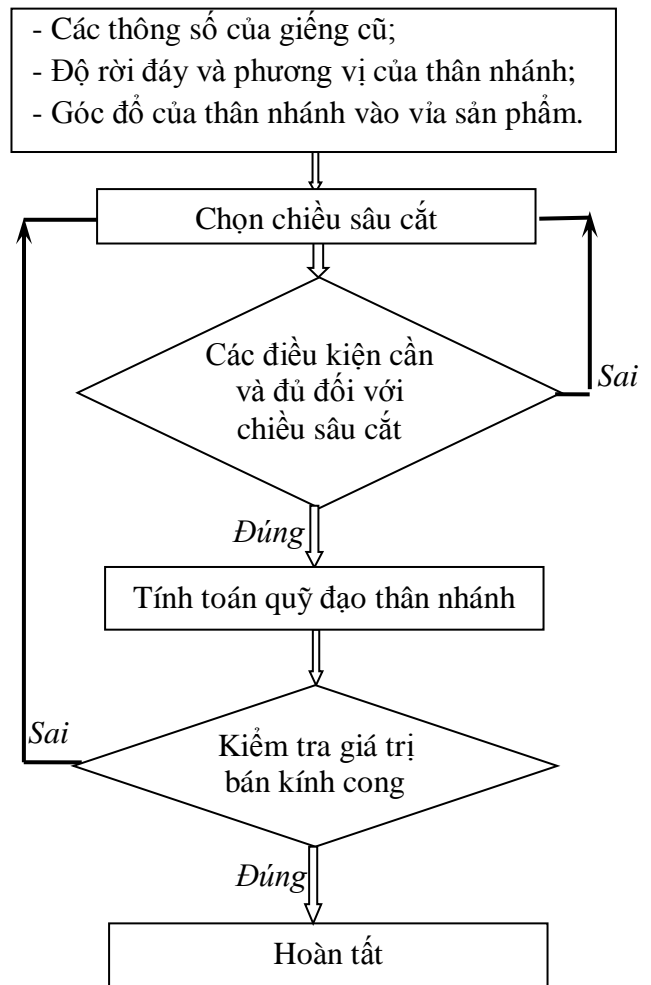 - Các thông số của giếng cũ;
- Độ rời đáy và phương vị của thân nhánh;
- Góc đổ của thân nhánh vào vỉa sản phẩm.
Chọn chiều sâu cắt
Các điều kiện cần
và đủ đối với
chiều sâu cắt
Sai
Đúng
Tính toán quỹ đạo thân nhánh
Sai
Kiểm tra giá trị
bán kính cong
Đúng
Hoàn tất